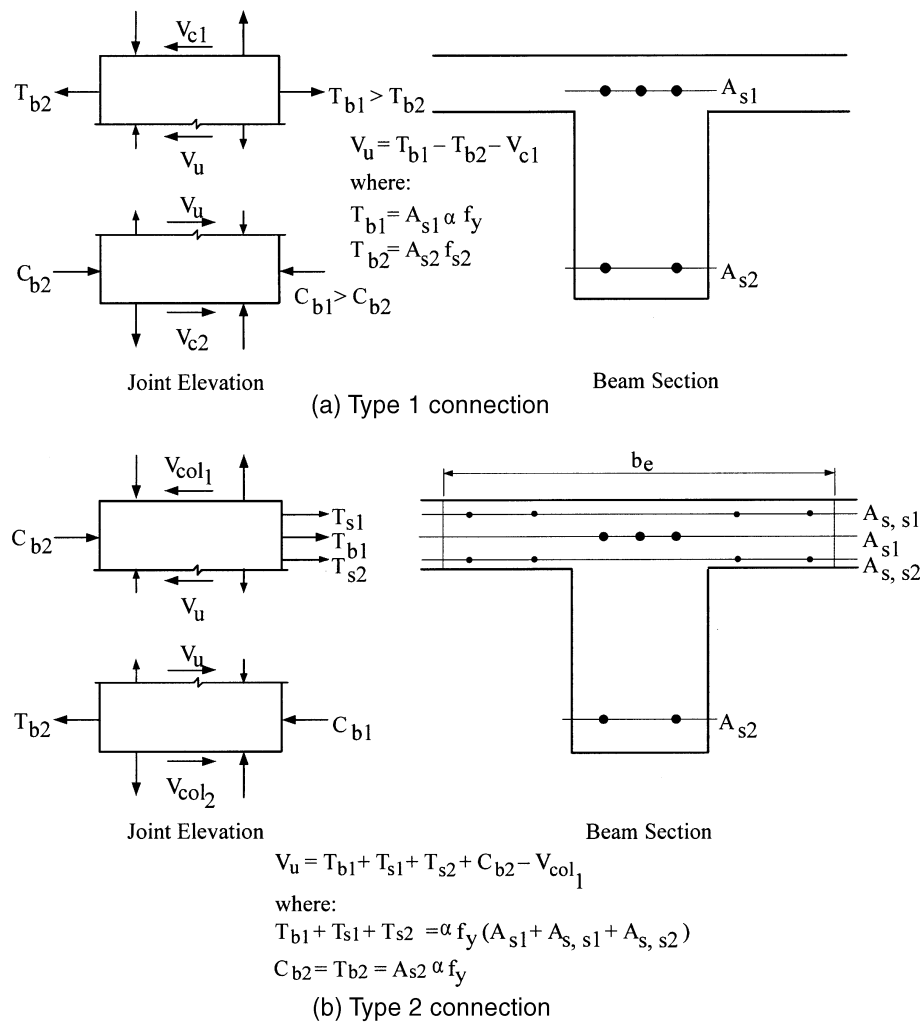 V_c1
T_b2
T_b1 > T_b2
V_u
A_s1
V_u = T_b1 − T_b2 − V_c1
where:
T_b1 = A_s1 α f_y
T_b2 = A_s2 f_s2
V_u
C_b2
C_b1 > C_b2
V_c2
A_s2
Joint Elevation
Beam Section
(a) Type 1 connection
V_col1
C_b2
T_s1
T_b1
T_s2
V_u
b_e
A_s, s1
A_s1
A_s, s2
V_u
T_b2
C_b1
V_col2
A_s2
Joint Elevation
Beam Section
V_u = T_b1 + T_s1 + T_s2 + C_b2 − V_col1
where:
T_b1 + T_s1 + T_s2 = α f_y (A_s1 + A_s, s1 + A_s, s2)
C_b2 = T_b2 = A_s2 α f_y
(b) Type 2 connection